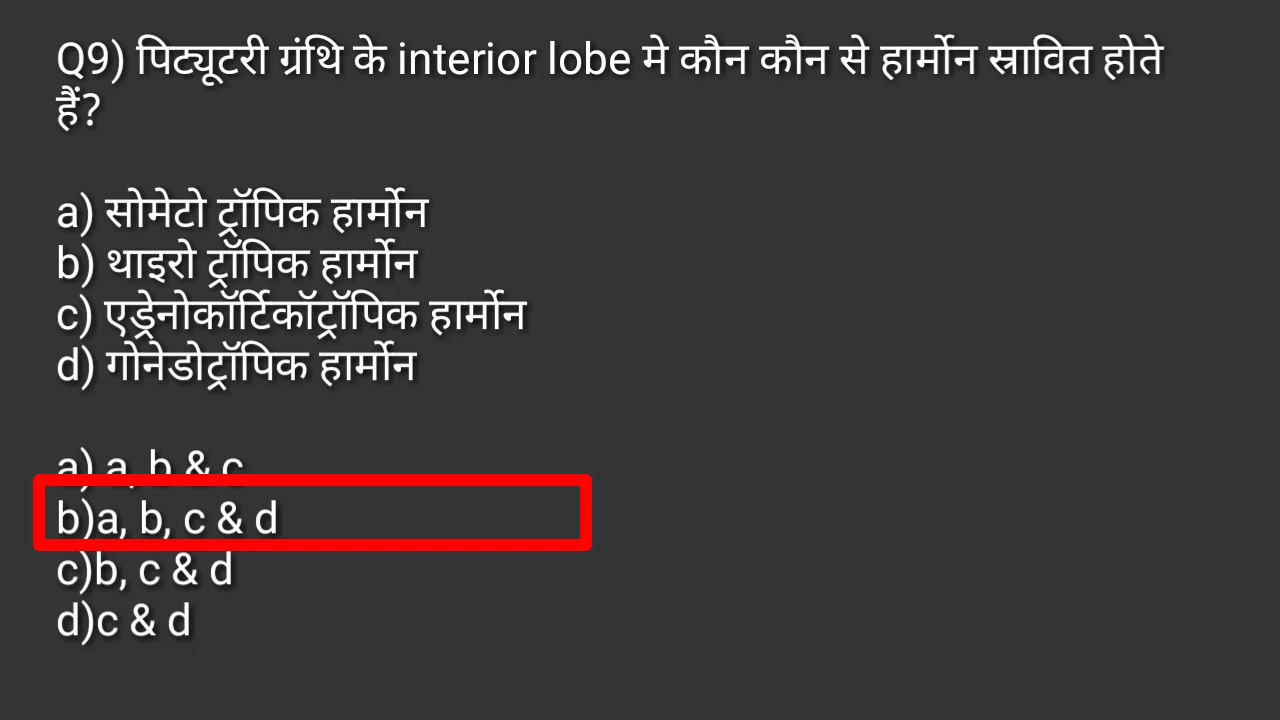 Q9) पिट्यूटरी ग्रंथि के interior lobe मे कौन कौन से हार्मोन स्रावित होते
हैं?
a) सोमेटो ट्रॉपिक हार्मोन
b) थाइरो ट्रॉपिक हार्मोन
c) एड्रेनोकॉर्टिकॉट्रॉपिक हार्मोन
d) गोनेडोट्रॉपिक हार्मोन
a) a, b & c
b)a, b, c & d
c)b, c & d
d)c & d